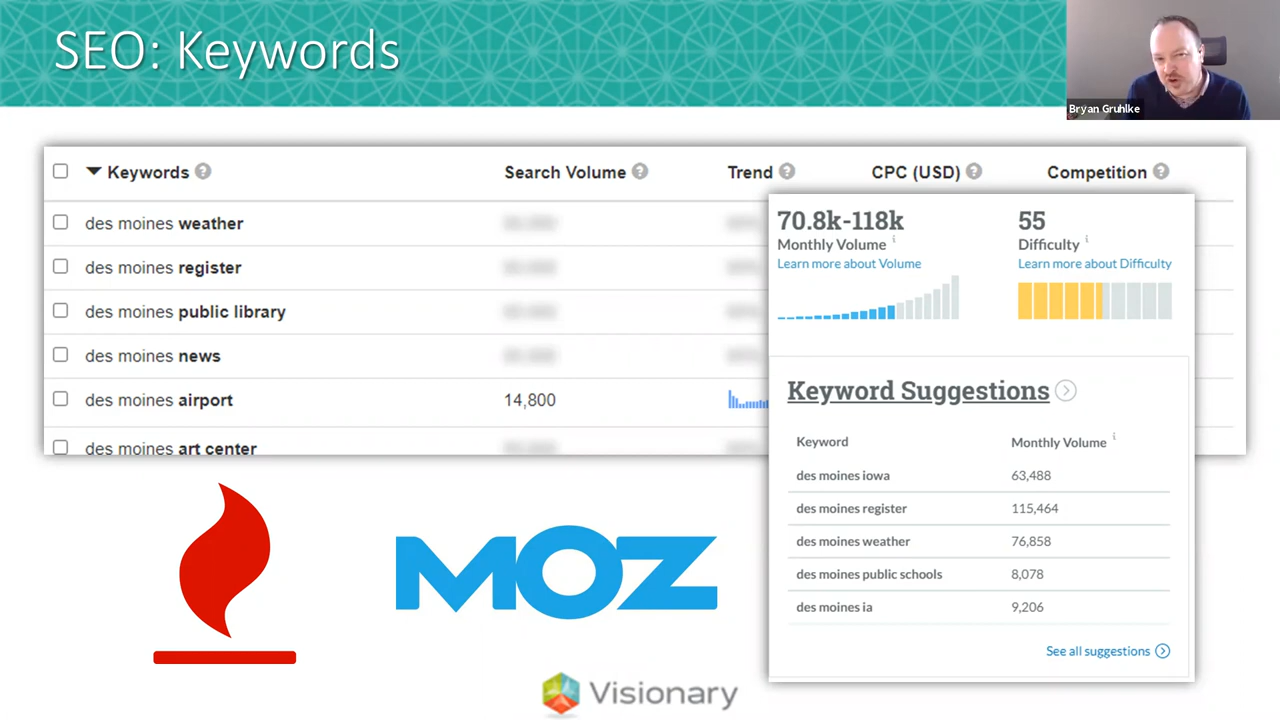 SEO: Keywords
Bryan Gruhlke
Keywords Search Volume Trend CPC (USD) Competition
des moines weather
des moines register
des moines public library
des moines news
des moines airport 14,800
des moines art center
70.8k-118k 55
Monthly Volume Difficulty
Learn more about Volume Learn more about Difficulty
Keyword Suggestions
Keyword Monthly Volume
des moines iowa 63,488
des moines register 115,464
des moines weather 76,858
des moines public schools 8,078
des moines ia 9,206
See all suggestions
MOZ
Visionary